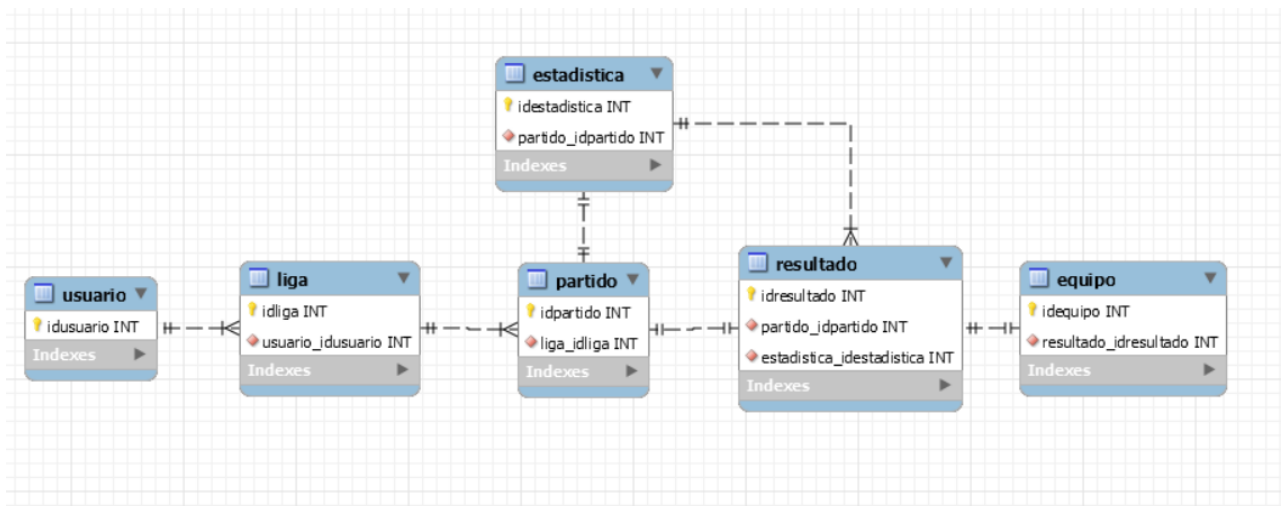 estadistica
idestadistica INT
partido_idpartido INT
Indexes
usuario
idusuario INT
Indexes
liga
idliga INT
usuario_idusuario INT
Indexes
partido
idpartido INT
liga_idliga INT
Indexes
resultado
idresultado INT
partido_idpartido INT
estadistica_idestadistica INT
Indexes
equipo
idequipo INT
resultado_idresultado INT
Indexes